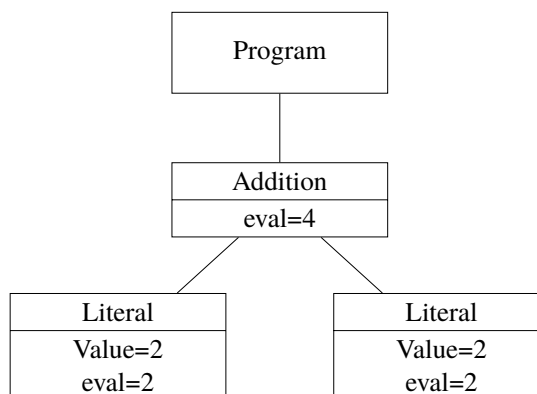 Program
Addition
eval=4
Literal
Value=2
eval=2
Literal
Value=2
eval=2